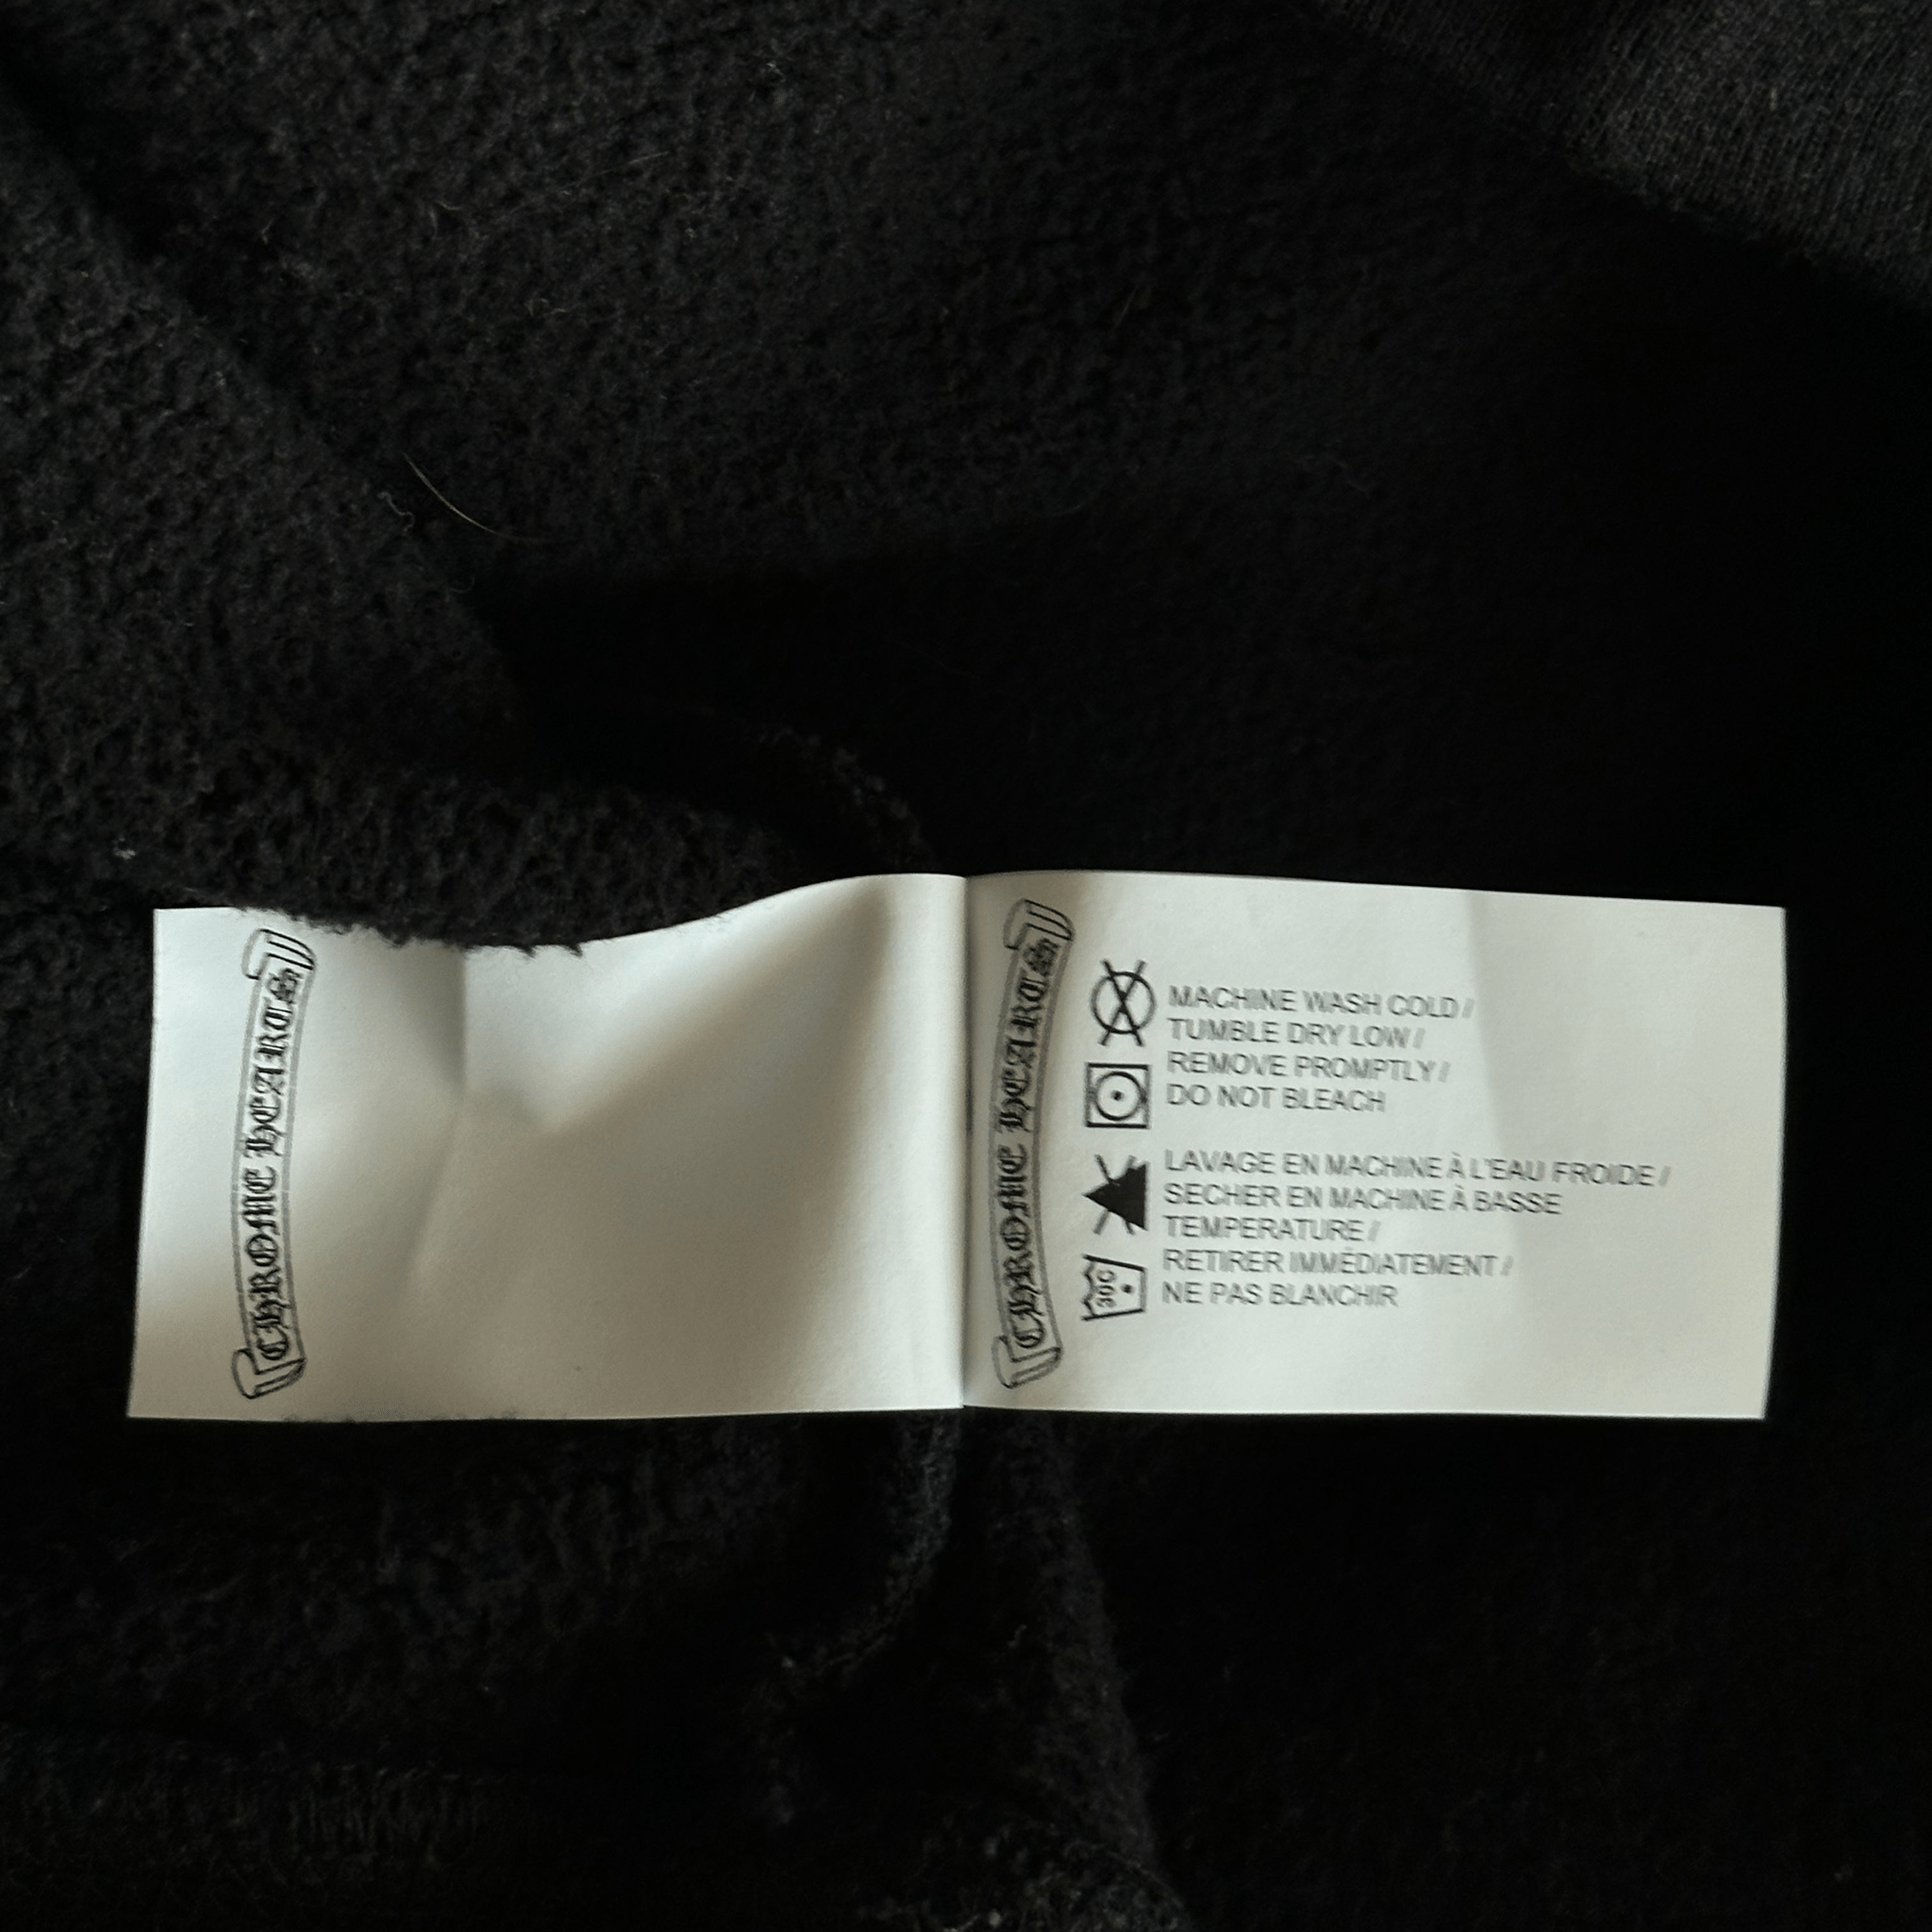 CHROME HEARTS
CHROME HEARTS
MACHINE WASH COLD /
TUMBLE DRY LOW /
REMOVE PROMPTLY /
DO NOT BLEACH
LAVAGE EN MACHINE À L'EAU FROIDE /
SECHER EN MACHINE À BASSE
TEMPERATURE /
RETIRER IMMÉDIATEMENT /
NE PAS BLANCHIR
30C